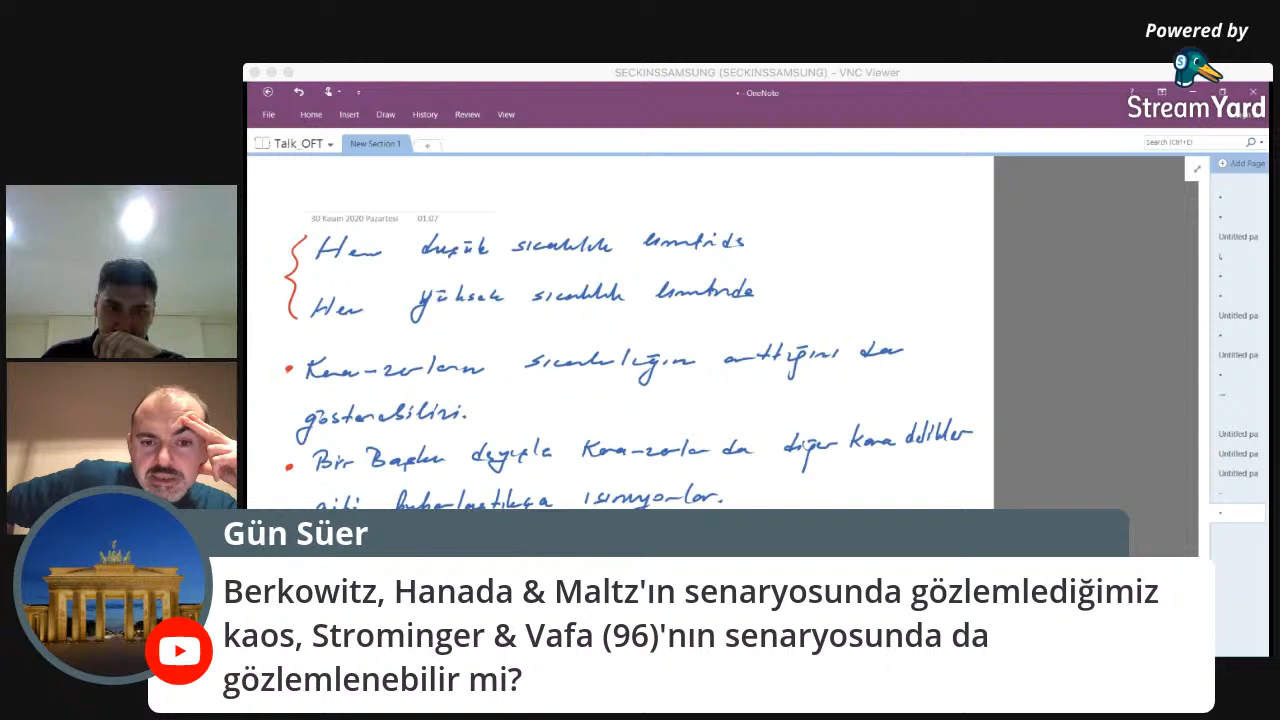 Powered by
StreamYard
SECKINSSAMSUNG (SECKINSSAMSUNG) – VNC Viewer
• - OneNote
File Home Insert Draw History Review View
Talk_OFT New Section 1 +
Search (Ctrl+E)
Add Page
30 Kasım 2020 Pazartesi 01:07
Hem düşük sıcaklık limitinde
Hem yüksek sıcaklık limitinde
• Kara-zorların sıcaklığın arttığını da
gösterebiliriz.
• Bir Başka deyişle Kara-zorlar da diğer kara delikler
gibi buharlaştıkça ısınıyorlar.
Untitled pa
Untitled pa
Untitled pa
Untitled pa
Untitled pa
Untitled pa
Gün Süer
Berkowitz, Hanada & Maltz'ın senaryosunda gözlemlediğimiz
kaos, Strominger & Vafa (96)'nın senaryosunda da
gözlemlenebilir mi?